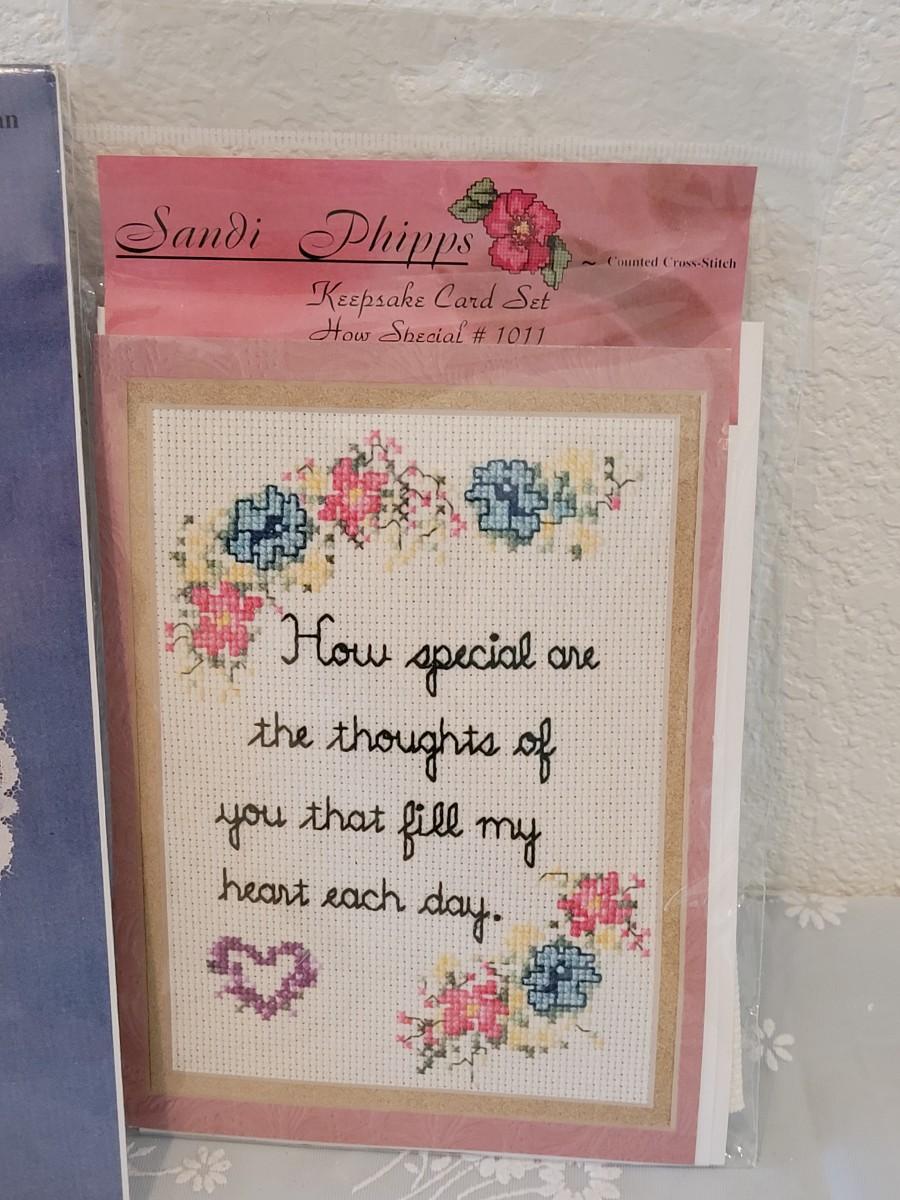 an
Sandi Phipps
~ Counted Cross-Stitch
Keepsake Card Set
How Special # 1011
How special are
the thoughts of
you that fill my
heart each day.